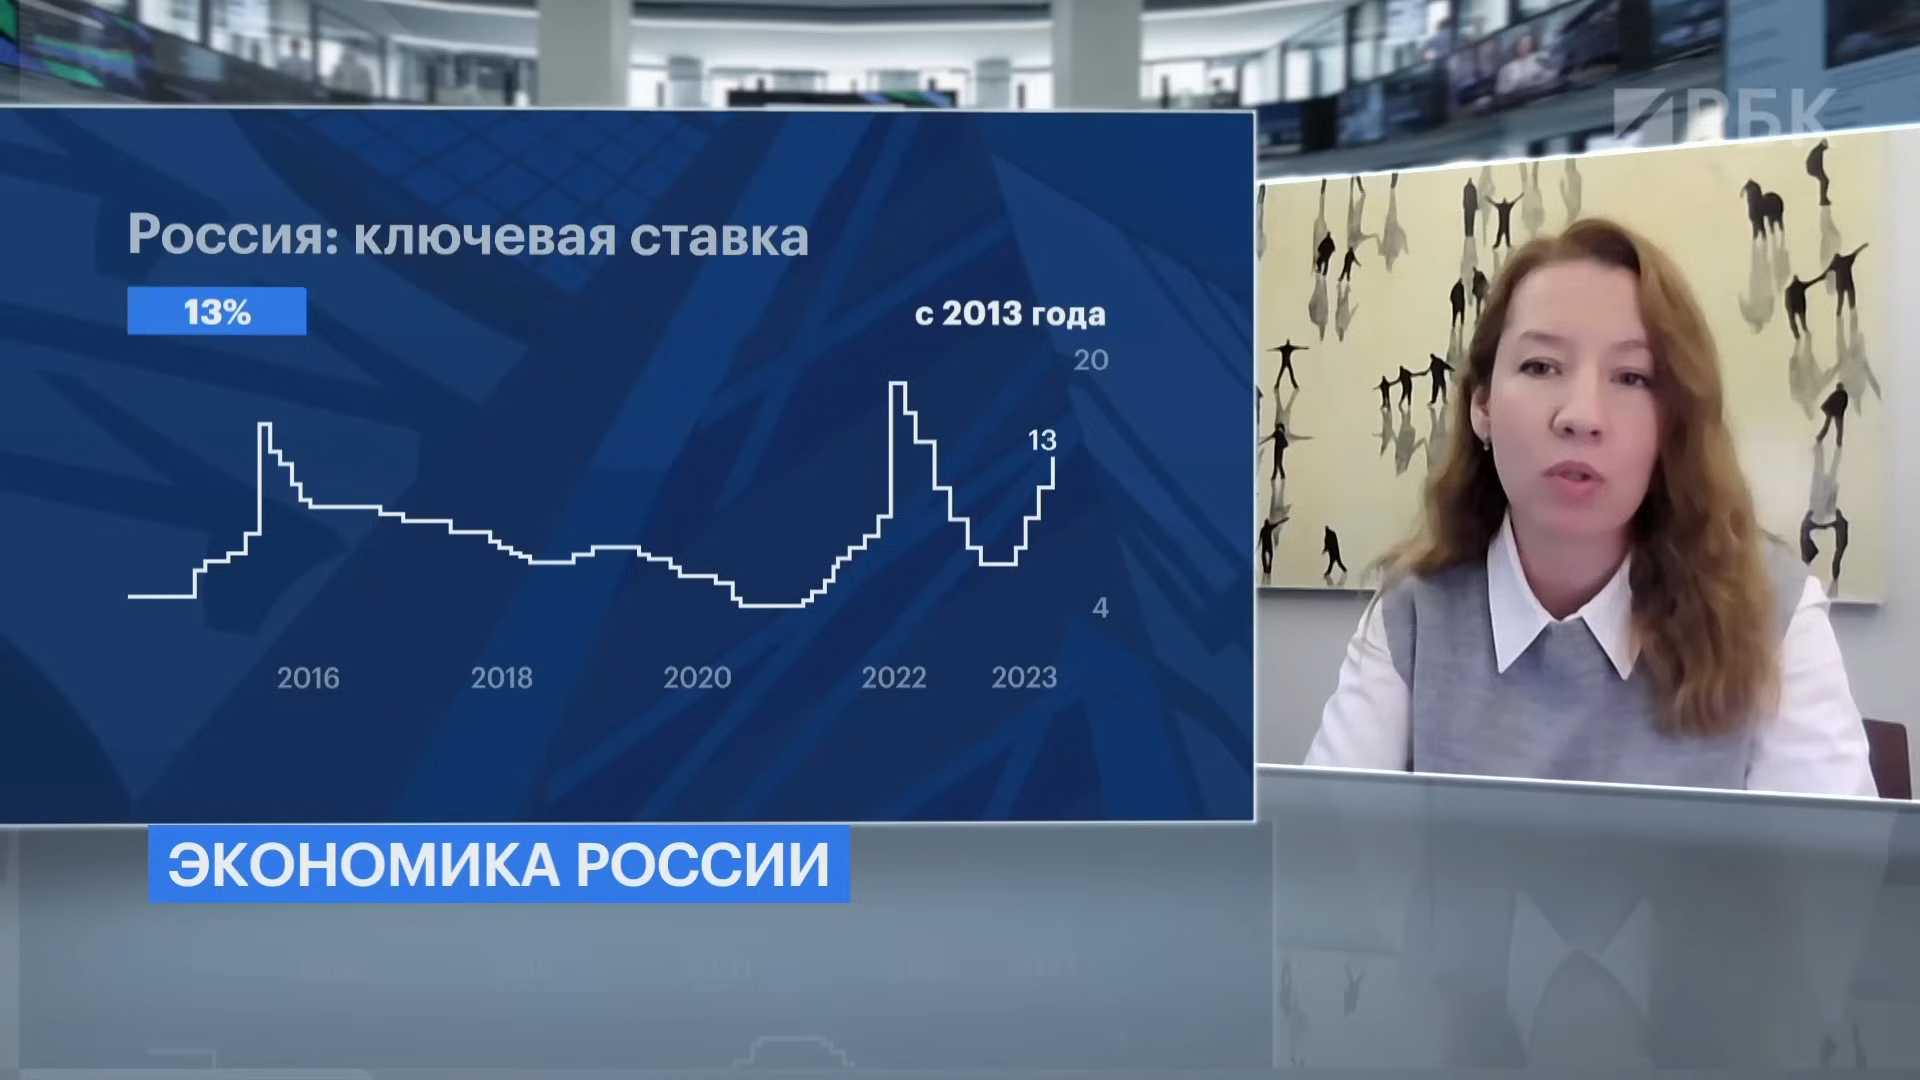 РБК
Россия: ключевая ставка
13%
с 2013 года
20
13
4
2016 2018 2020 2022 2023
ЭКОНОМИКА РОССИИ